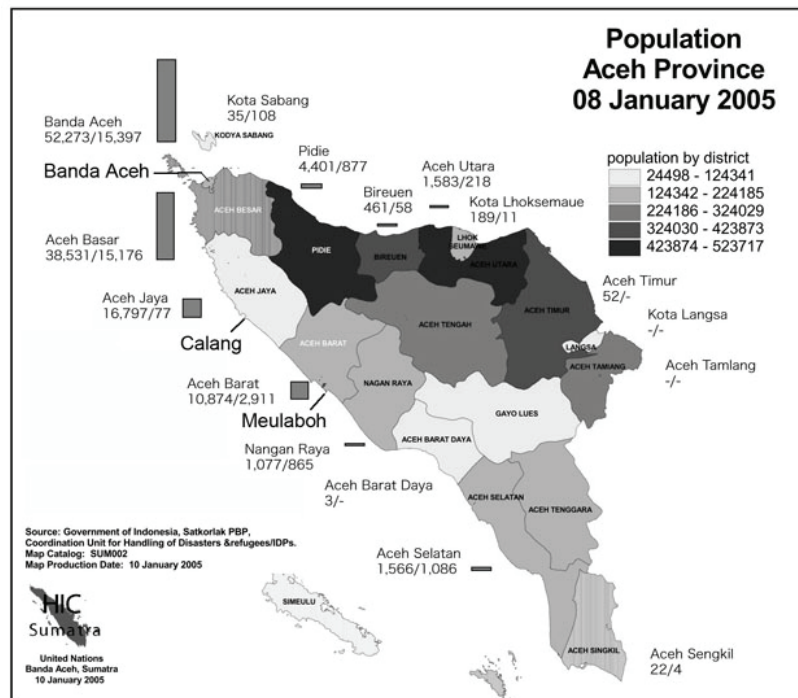 Population
Aceh Province
08 January 2005
population by district
24498 - 124341
124342 - 224185
224186 - 324029
324030 - 423873
423874 - 523717
Banda Aceh
52,273/15,397
Kota Sabang
35/108
KODYA SABANG
Banda Aceh
Pidie
4,401/877
Aceh Utara
1,583/218
Bireuen
461/58
Kota Lhoksemaue
189/11
ACEH BESAR
PIDIE
BIREUEN
LHOK
SEUMAWE
ACEH UTARA
Aceh Basar
38,531/15,176
Aceh Timur
52/-
Kota Langsa
-/-
Aceh Tamlang
-/-
ACEH JAYA
Aceh Jaya
16,797/77
Calang
ACEH TENGAH
ACEH TIMUR
LANGSA
ACEH TAMIANG
ACEH BARAT
Aceh Barat
10,874/2,911
Meulaboh
NAGAN RAYA
GAYO LUES
Nangan Raya
1,077/865
ACEH BARAT DAYA
Aceh Barat Daya
3/-
ACEH SELATAN
ACEH TENGGARA
Aceh Selatan
1,566/1,086
Source: Government of Indonesia, Satkorlak PBP,
Coordination Unit for Handling of Disasters &refugees/IDPs.
Map Catalog: SUM002
Map Production Date: 10 January 2005
SIMEULU
ACEH SINGKIL
Aceh Sengkil
22/4
HIC
Sumatra
United Nations
Banda Aceh, Sumatra
10 January 2005